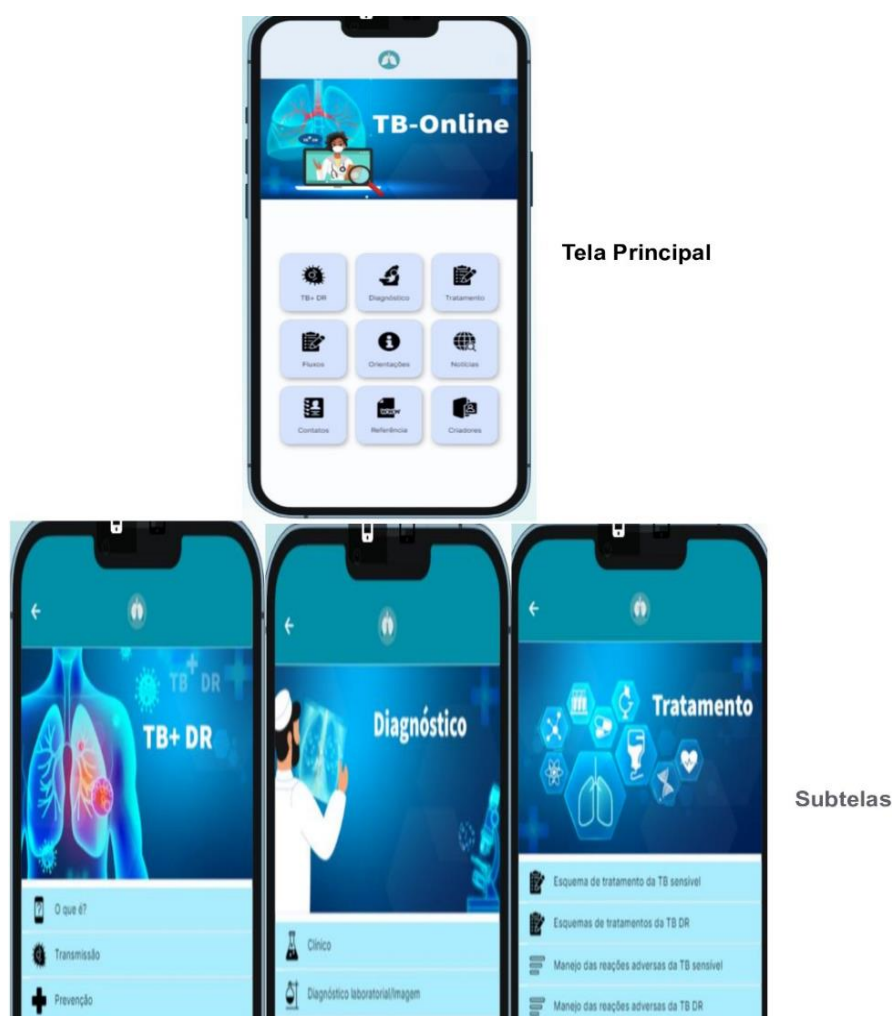 TB-Online
Tela Principal
TB+ DR
Diagnóstico
Tratamento
Fluxos
Orientações
Notícias
Contatos
Referência
Criadores
TB+ DR
TB+ DR
O que é?
Transmissão
Prevenção
Diagnóstico
Clínico
Diagnóstico laboratorial/Imagem
Tratamento
Esquema de tratamento da TB sensível
Esquemas de tratamentos da TB DR
Manejo das reações adversas da TB sensível
Manejo das reações adversas da TB DR
Subtelas